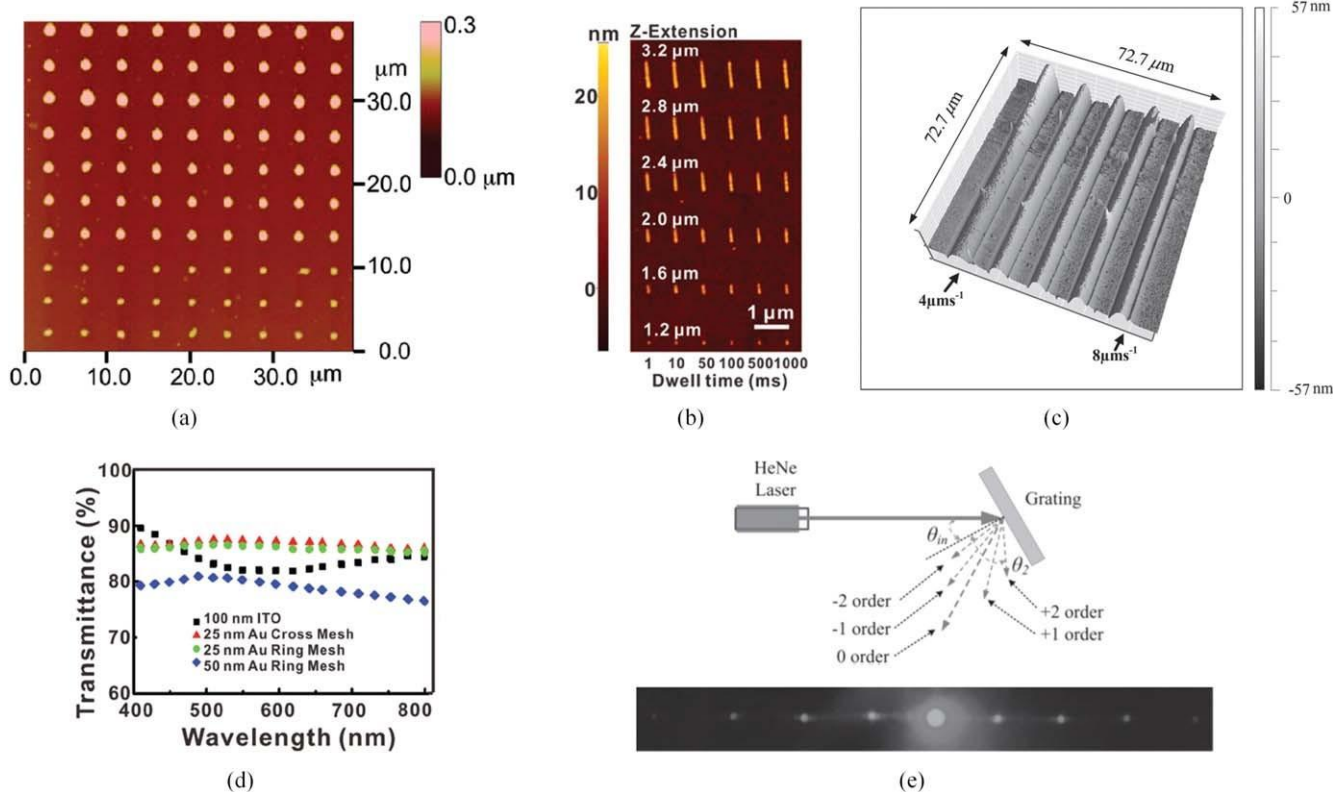 0.3
0.0 μm
μm
30.0
20.0
10.0
0.0
0.0
10.0
20.0
30.0
μm
(a)
nm
Z-Extension
3.2 μm
2.8 μm
2.4 μm
2.0 μm
1.6 μm
1.2 μm
1 μm
20
10
0
1 10 50 100 500 1000
Dwell time (ms)
(b)
72.7 μm
72.7 μm
4μms⁻¹
8μms⁻¹
57 nm
0
-57 nm
(c)
Transmittance (%)
100
90
80
70
60
100 nm ITO
25 nm Au Cross Mesh
25 nm Au Ring Mesh
50 nm Au Ring Mesh
400 500 600 700 800
Wavelength (nm)
(d)
HeNe
Laser
Grating
θin
θ2
-2 order
-1 order
0 order
+2 order
+1 order
(e)